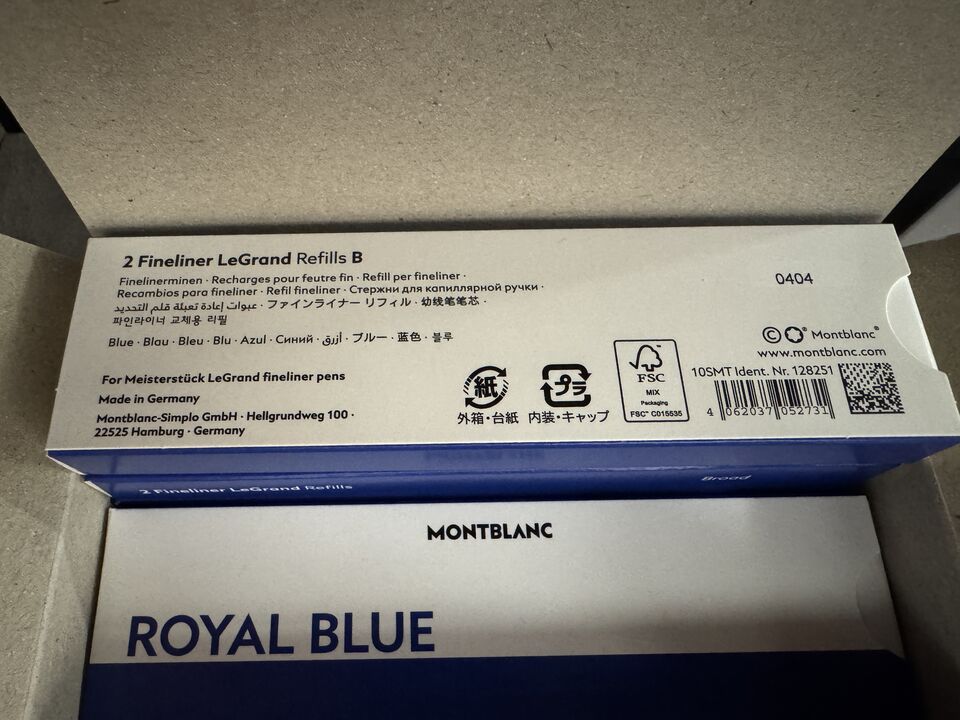 2 Fineliner LeGrand Refills B
Finelinerminen · Recharges pour feutre fin · Refill per fineliner ·
Recambios para fineliner · Refil fineliner · Стержни для капиллярной ручки ·
عبوات إعادة تعبئة قلم التحديد · ファインライナー リフィル · 幼线笔笔芯 ·
파인라이너 교체용 리필
Blue · Blau · Bleu · Blu · Azul · Синий · أزرق · ブルー · 蓝色 · 블루
For Meisterstück LeGrand fineliner pens
Made in Germany
Montblanc-Simplo GmbH · Hellgrundweg 100 ·
22525 Hamburg · Germany
紙
外箱・台紙
プラ
内装・キャップ
FSC
MIX
Packaging
FSC™ C015535
0404
© Montblanc®
www.montblanc.com
10SMT Ident. Nr. 128251
4 062037 052731
2 Fineliner LeGrand Refills
Broad
MONTBLANC
ROYAL BLUE